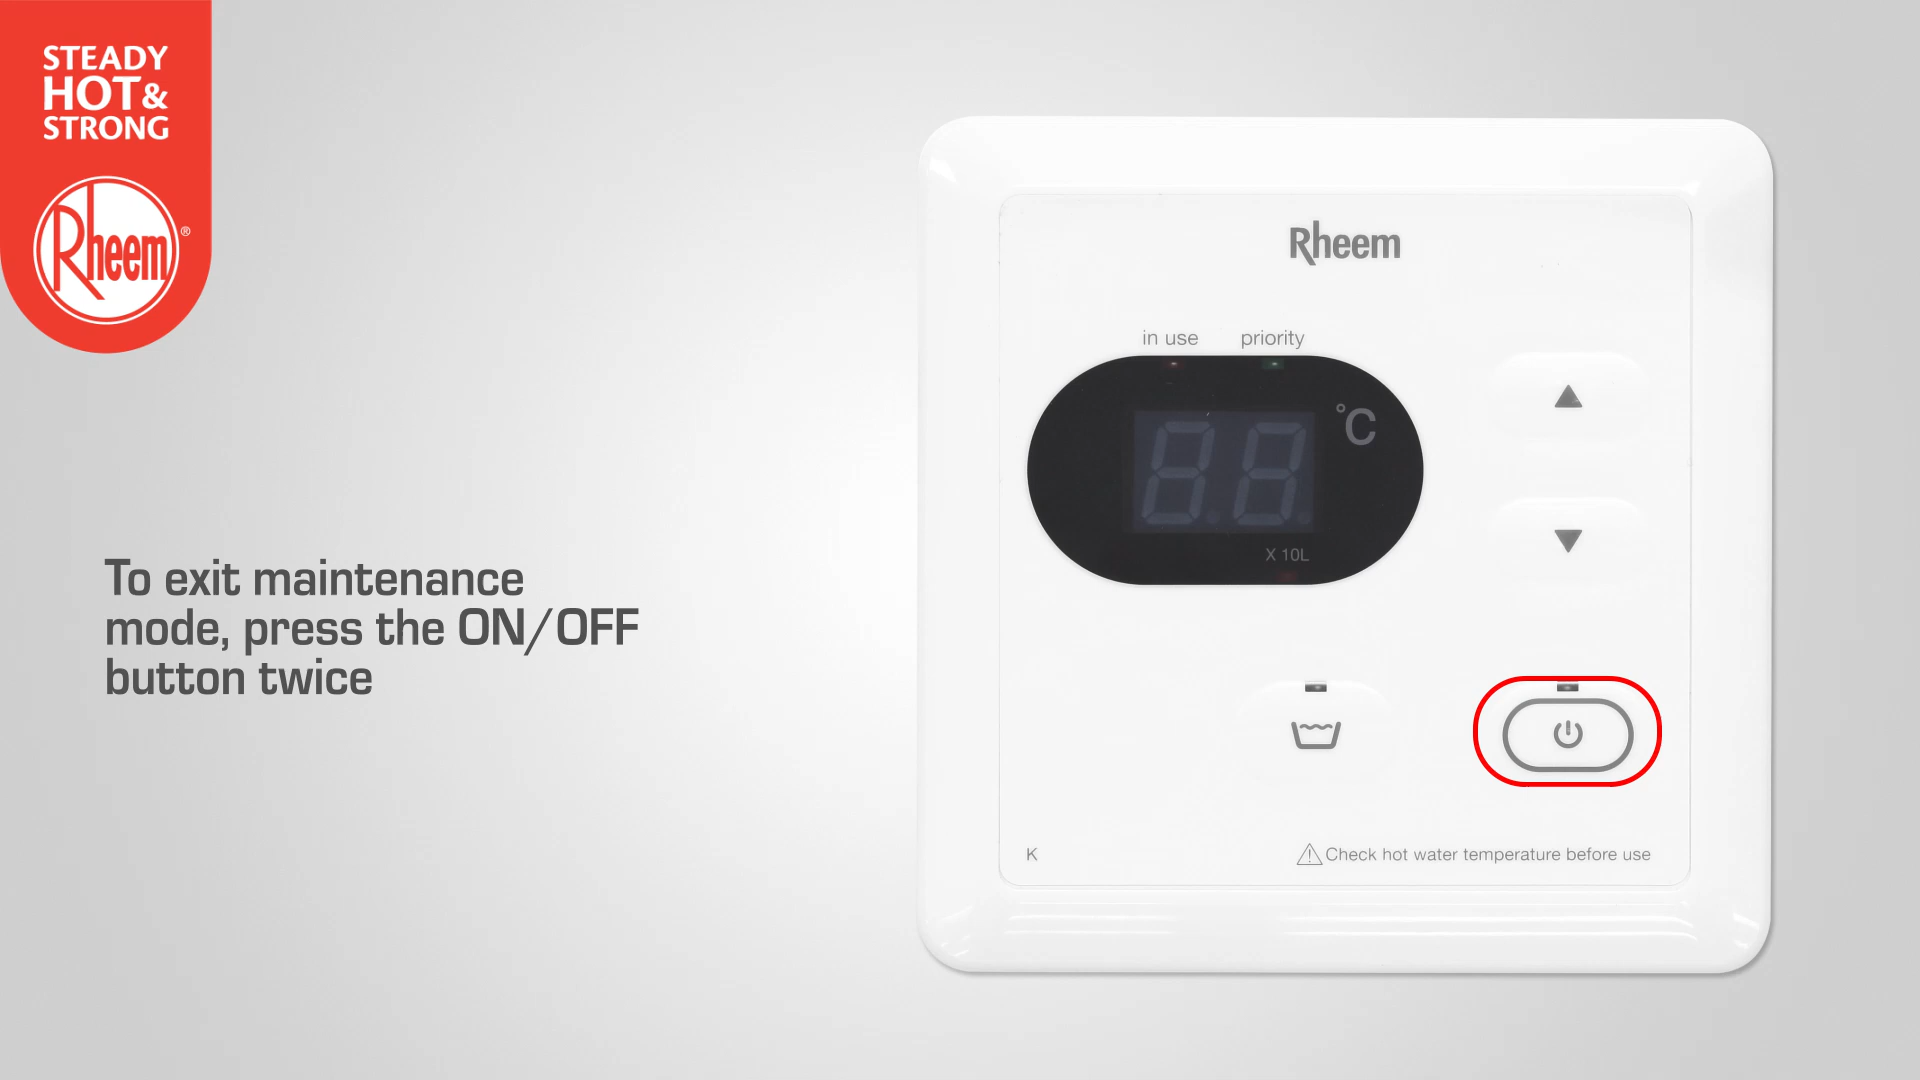 STEADY
HOT&
STRONG
Rheem®
Rheem
in use priority
88 °C
X 10L
To exit maintenance
mode, press the ON/OFF
button twice
K
⚠Check hot water temperature before use